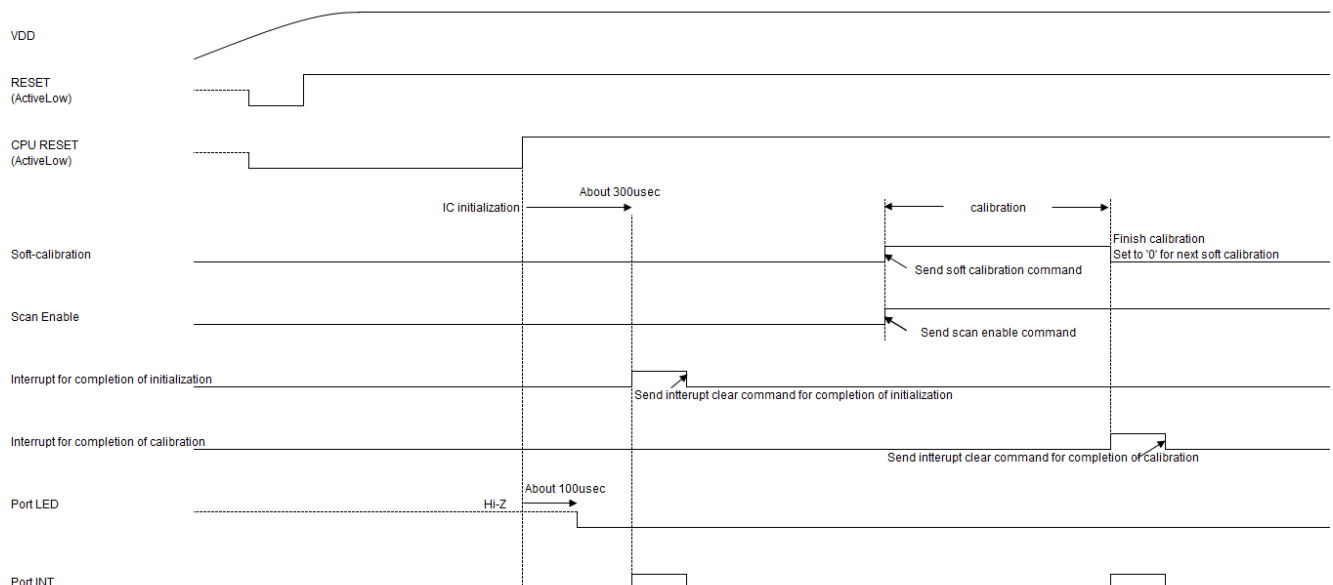 VDD
RESET
(ActiveLow)
CPU RESET
(ActiveLow)
About 300usec
IC initialization
calibration
Finish calibration
Soft-calibration
Set to '0' for next soft calibration
Send soft calibration command
Scan Enable
Send scan enable command
Interrupt for completion of initialization
Send intterupt clear command for completion of initialization
Interrupt for completion of calibration
Send intterupt clear command for completion of calibration
About 100usec
Port LED
Hi-Z
Port INT